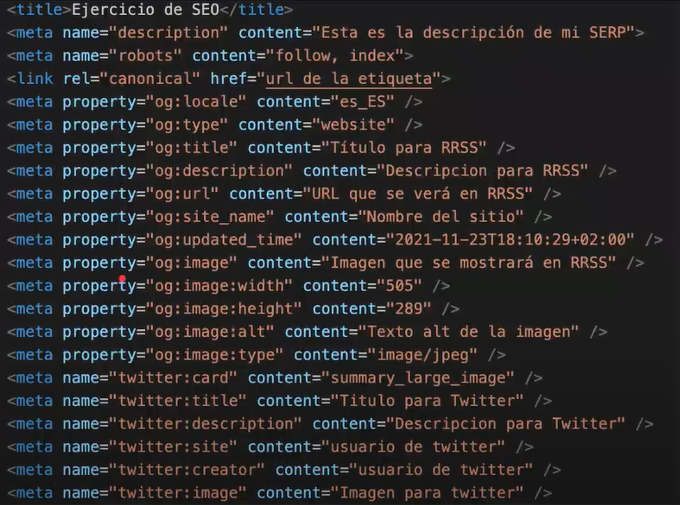 <title>Ejercicio de SEO</title>
<meta name="description" content="Esta es la descripción de mi SERP">
<meta name="robots" content="follow, index">
<link rel="canonical" href="url de la etiqueta">
<meta property="og:locale" content="es_ES" />
<meta property="og:type" content="website" />
<meta property="og:title" content="Título para RRSS" />
<meta property="og:description" content="Descripcion para RRSS" />
<meta property="og:url" content="URL que se verá en RRSS" />
<meta property="og:site_name" content="Nombre del sitio" />
<meta property="og:updated_time" content="2021-11-23T18:10:29+02:00" />
<meta property="og:image" content="Imagen que se mostrará en RRSS" />
<meta property="og:image:width" content="505" />
<meta property="og:image:height" content="289" />
<meta property="og:image:alt" content="Texto alt de la imagen" />
<meta property="og:image:type" content="image/jpeg" />
<meta name="twitter:card" content="summary_large_image" />
<meta name="twitter:title" content="Titulo para Twitter" />
<meta name="twitter:description" content="Descripcion para Twitter" />
<meta name="twitter:site" content="usuario de twitter" />
<meta name="twitter:creator" content="usuario de twitter" />
<meta name="twitter:image" content="Imagen para twitter" />